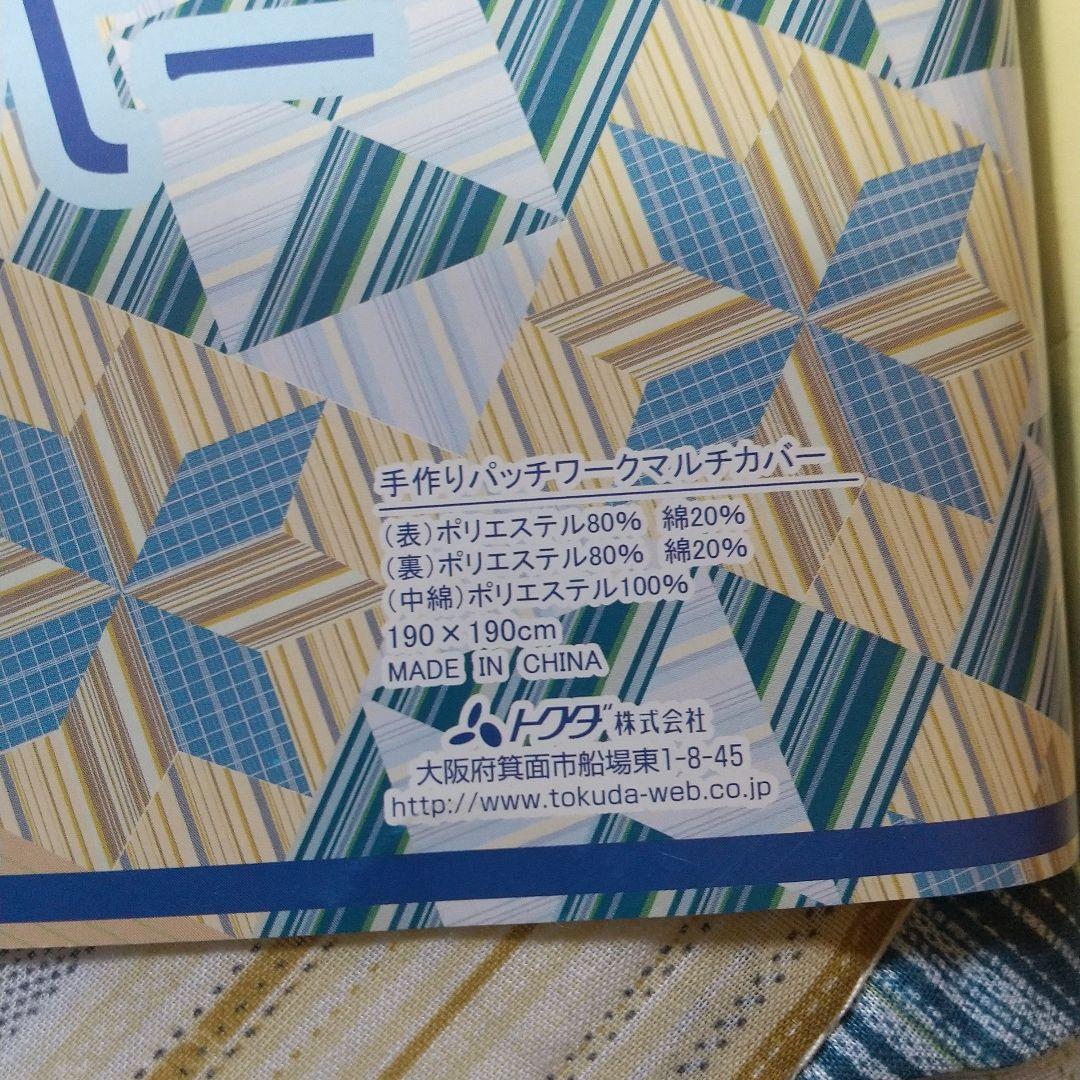 手作りパッチワークマルチカバー
(表)ポリエステル80% 綿20%
(裏)ポリエステル80% 綿20%
(中綿)ポリエステル100%
190×190cm
MADE IN CHINA
トクダ株式会社
大阪府箕面市船場東1-8-45
http://www.tokuda-web.co.jp